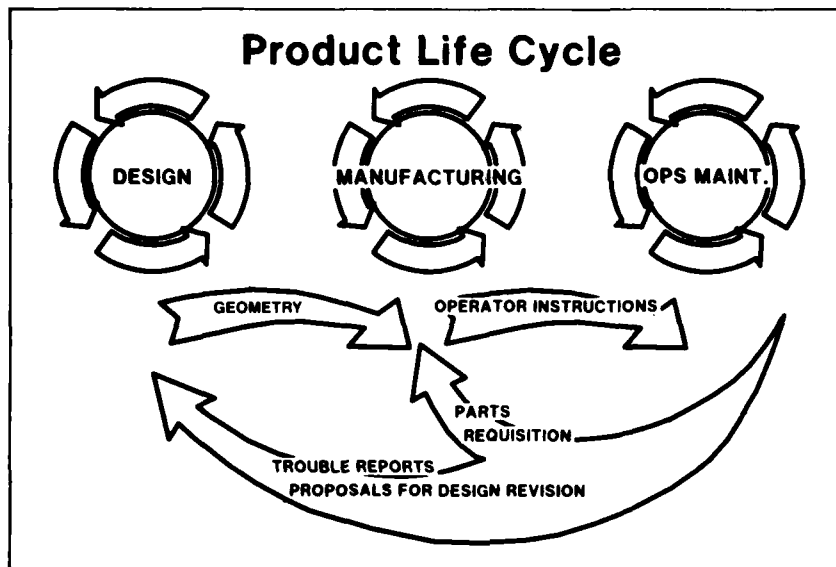 Product Life Cycle
DESIGN
MANUFACTURING
OPS MAINT.
GEOMETRY
OPERATOR INSTRUCTIONS
PARTS
REQUISITION
TROUBLE REPORTS
PROPOSALS FOR DESIGN REVISION